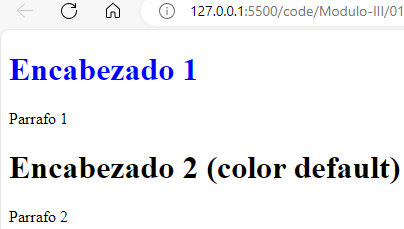 127.0.0.1:5500/code/Modulo-III/01
Encabezado 1
Parrafo 1
Encabezado 2 (color default)
Parrafo 2